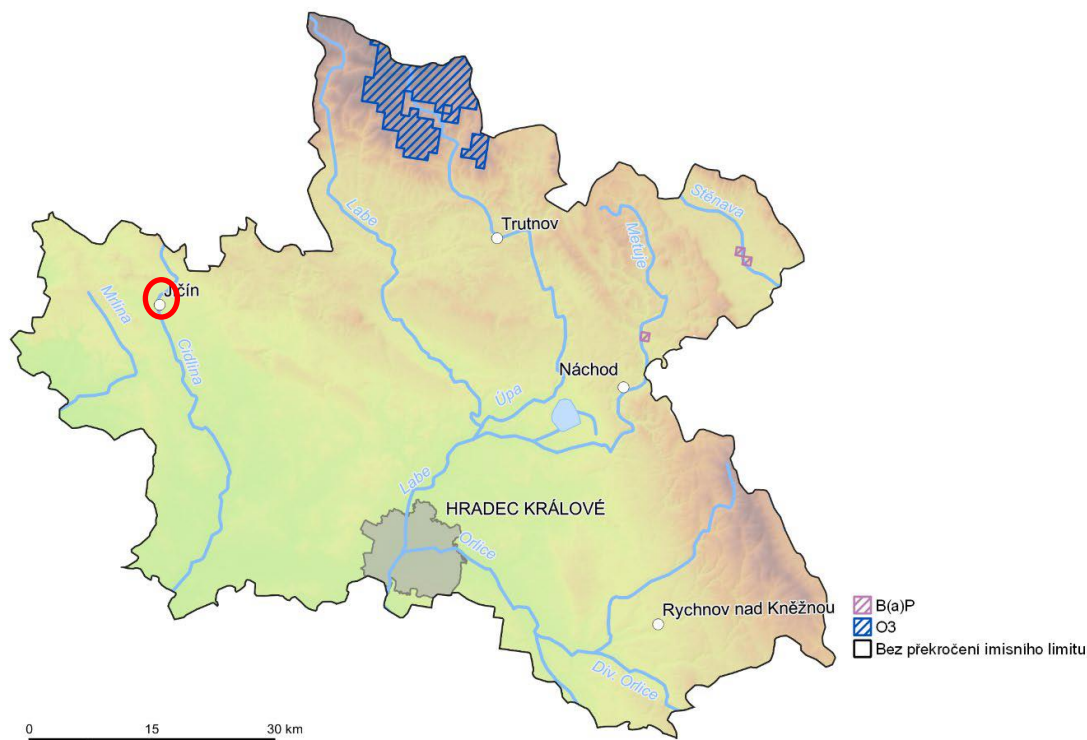 Labe
Trutnov
Stěnava
Metuje
Jičín
Mrlina
Cidlina
Náchod
Úpa
Labe
HRADEC KRÁLOVÉ
Orlice
Rychnov nad Kněžnou
Div. Orlice
B(a)P
O3
Bez překročení imisního limitu
0 15 30 km